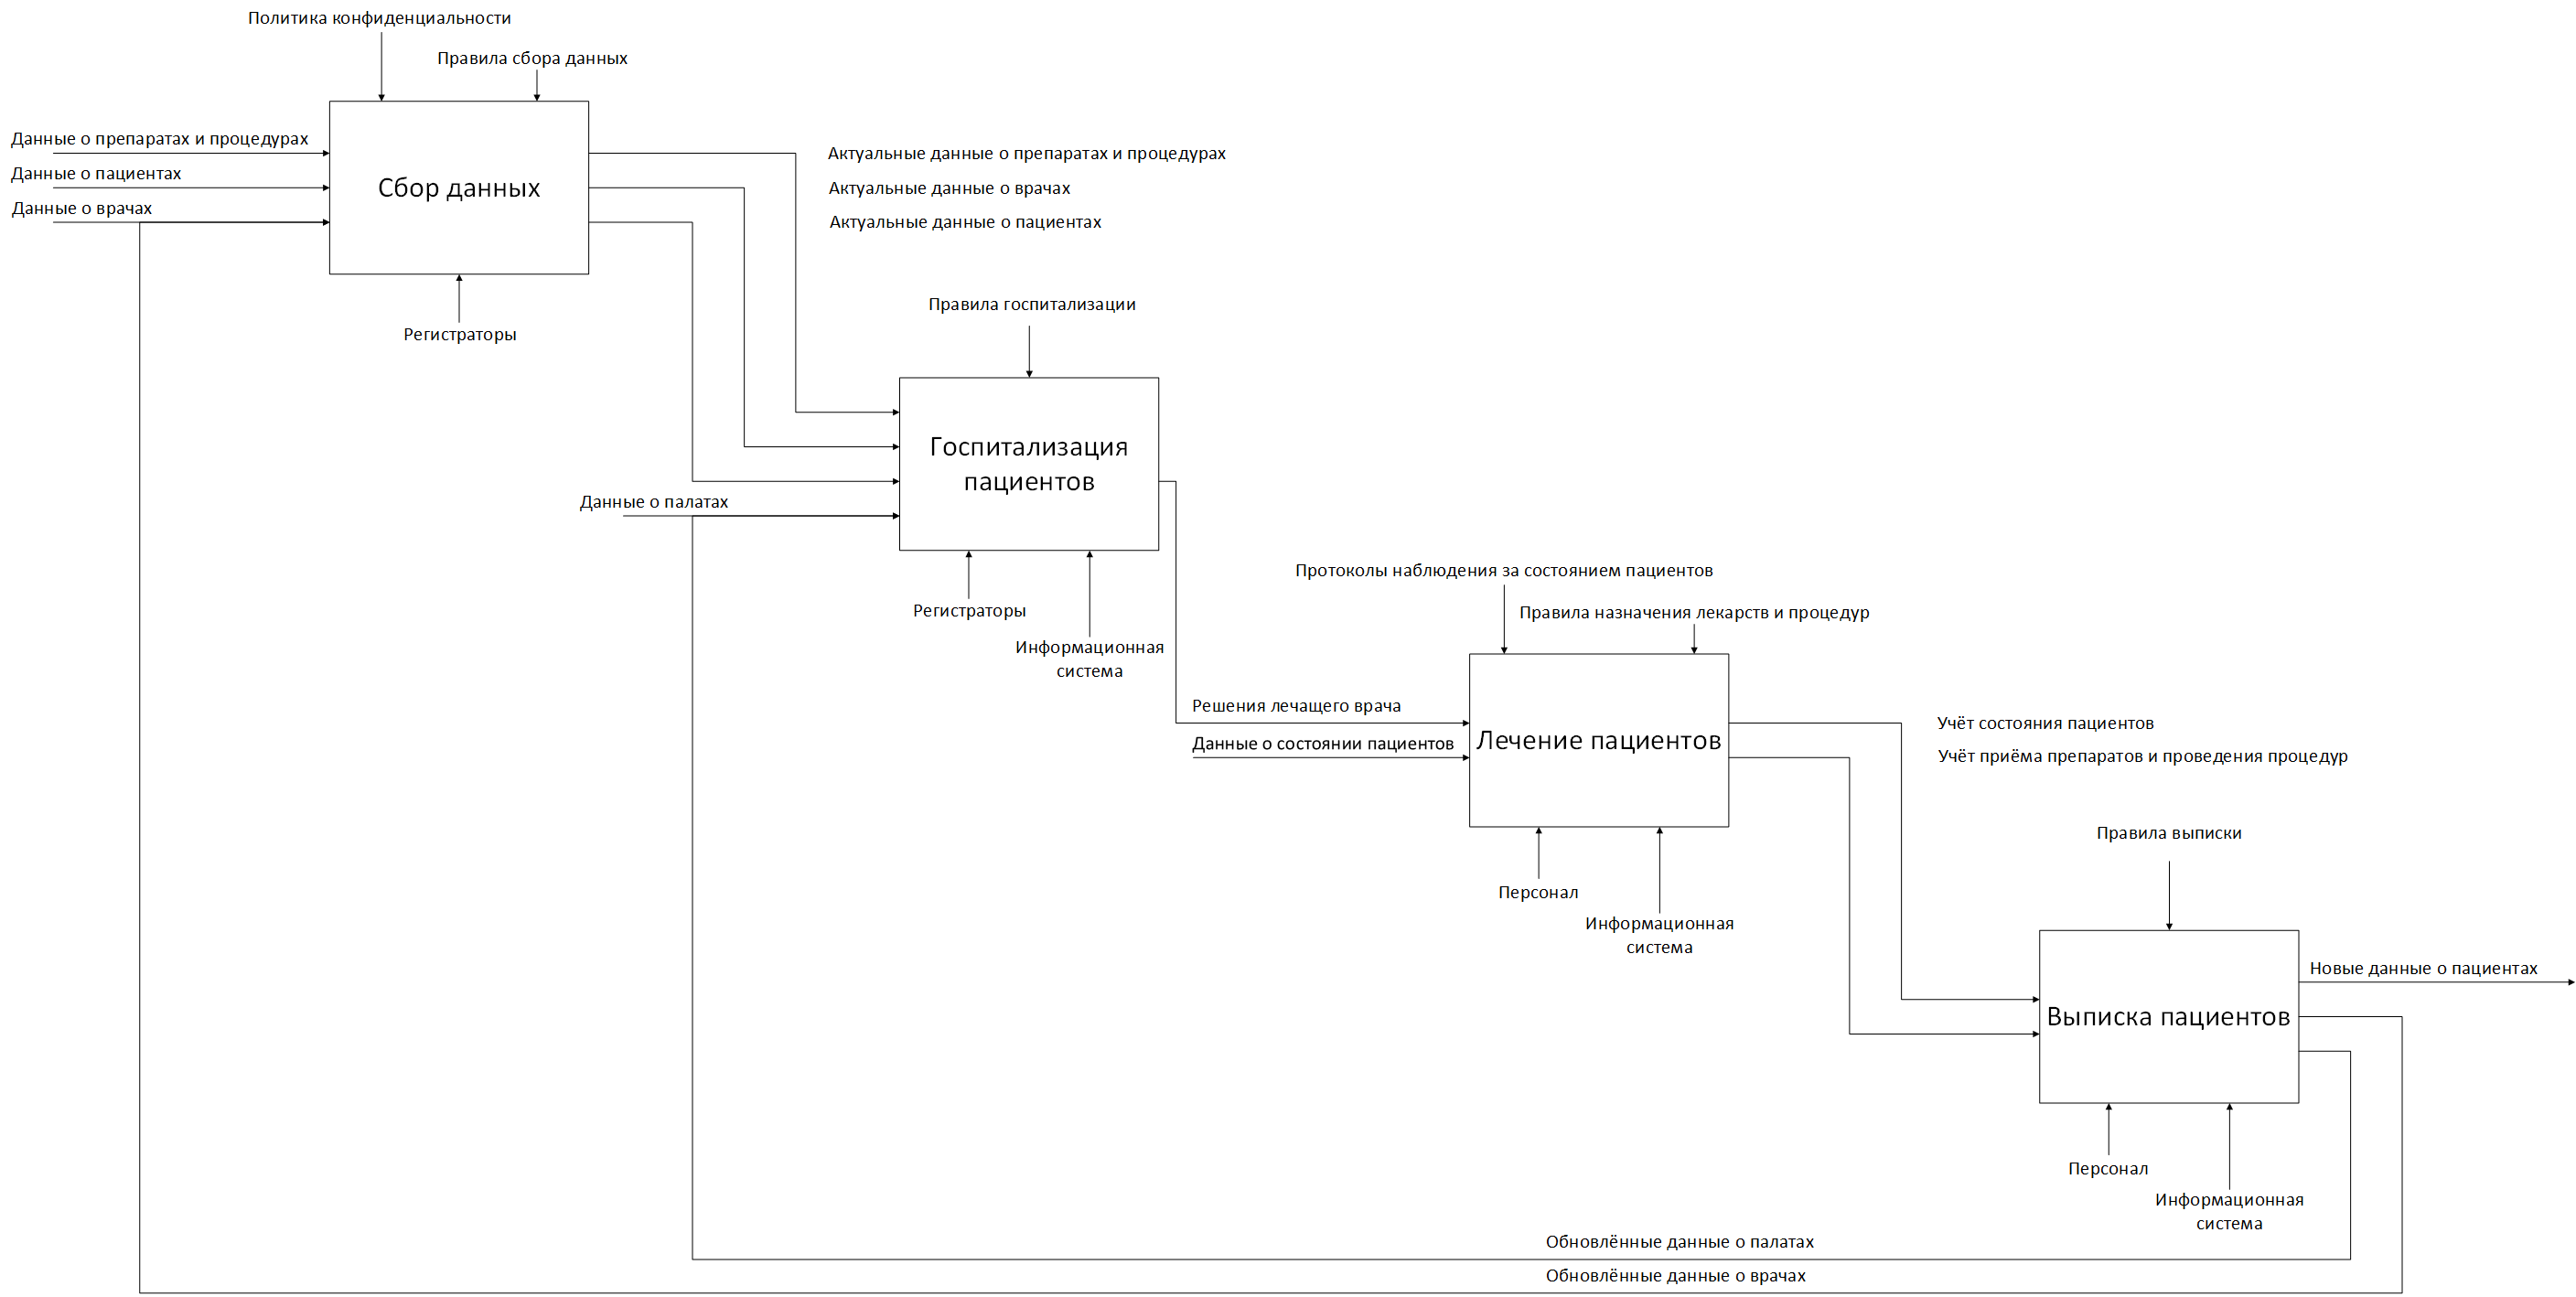 Политика конфиденциальности
Правила сбора данных
Данные о препаратах и процедурах
Данные о пациентах
Данные о врачах
Сбор данных
Актуальные данные о препаратах и процедурах
Актуальные данные о врачах
Актуальные данные о пациентах
Регистраторы
Правила госпитализации
Госпитализация
пациентов
Данные о палатах
Регистраторы
Информационная
система
Протоколы наблюдения за состоянием пациентов
Правила назначения лекарств и процедур
Решения лечащего врача
Данные о состоянии пациентов
Лечение пациентов
Учёт состояния пациентов
Учёт приёма препаратов и проведения процедур
Персонал
Информационная
система
Правила выписки
Выписка пациентов
Новые данные о пациентах
Персонал
Информационная
система
Обновлённые данные о палатах
Обновлённые данные о врачах